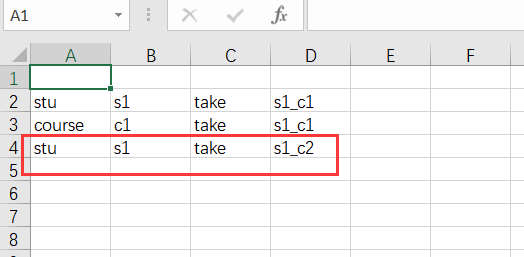 A1
fx
A B C D E F
1
2 stu s1 take s1_c1
3 course c1 take s1_c1
4 stu s1 take s1_c2
5
6
7
8